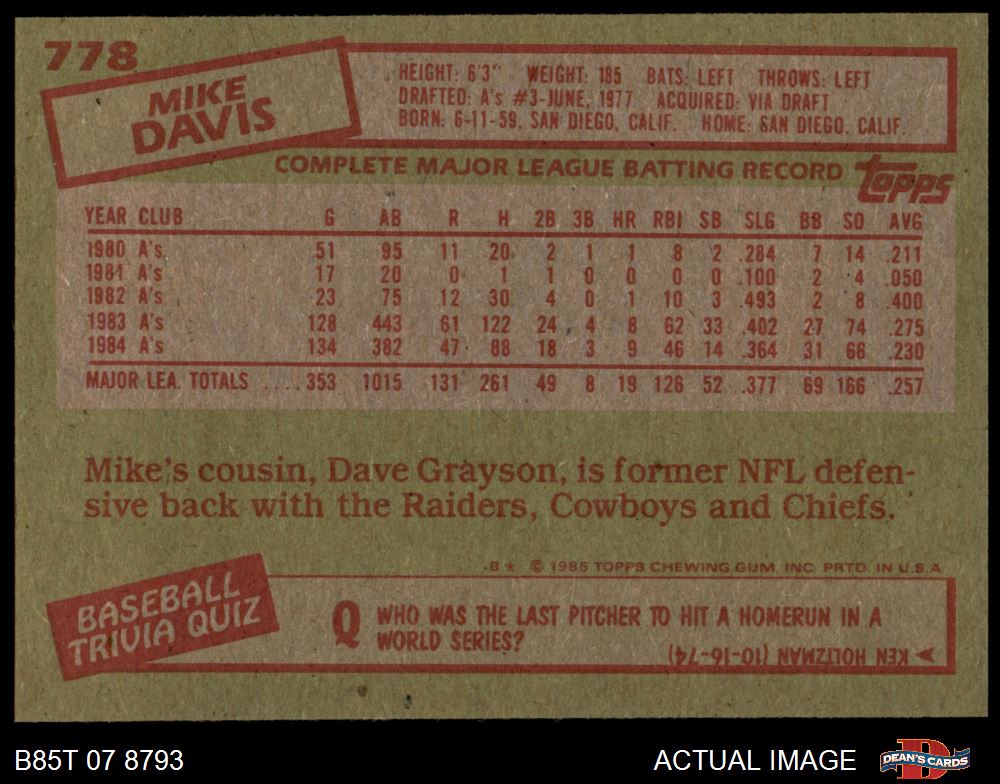 778
MIKE
DAVIS
HEIGHT: 6'3" WEIGHT: 185 BATS: LEFT THROWS: LEFT
DRAFTED: A's #3-JUNE, 1977 ACQUIRED: VIA DRAFT
BORN: 6-11-59, SAN DIEGO, CALIF. HOME: SAN DIEGO, CALIF.
COMPLETE MAJOR LEAGUE BATTING RECORD topps
YEAR CLUB G AB R H 2B 3B HR RBI SB SLG BB SO AVG
1980 A's 51 95 11 20 2 1 1 8 2 .284 7 14 .211
1981 A's 17 20 0 1 1 0 0 0 0 .100 2 4 .050
1982 A's 23 75 12 30 4 0 1 10 3 .493 2 8 .400
1983 A's 128 443 61 122 24 4 8 62 33 .402 27 74 .275
1984 A's 134 382 47 88 18 3 9 46 14 .364 31 66 .230
MAJOR LEA. TOTALS .... 353 1015 131 261 49 8 19 126 52 .377 69 166 .257
Mike's cousin, Dave Grayson, is former NFL defen-
sive back with the Raiders, Cowboys and Chiefs.
B* © 1985 TOPPS CHEWING GUM, INC. PRTD. IN U.S.A.
BASEBALL
TRIVIA QUIZ
Q WHO WAS THE LAST PITCHER TO HIT A HOMERUN IN A
WORLD SERIES?
KEN HOLTZMAN (10-16-74)
B85T 07 8793 ACTUAL IMAGE DEAN'S CARDS